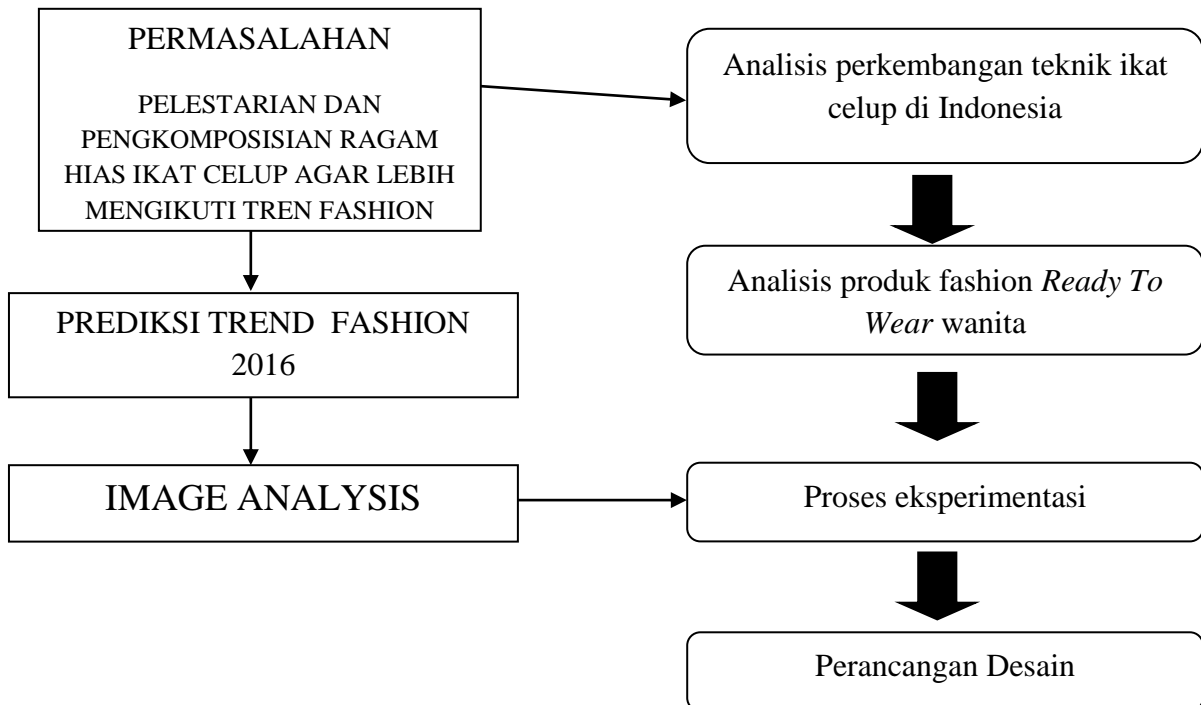 PERMASALAHAN
PELESTARIAN DAN
PENGKOMPOSISIAN RAGAM
HIAS IKAT CELUP AGAR LEBIH
MENGIKUTI TREN FASHION
PREDIKSI TREND FASHION
2016
IMAGE ANALYSIS
Analisis perkembangan teknik ikat
celup di Indonesia
Analisis produk fashion Ready To
Wear wanita
Proses eksperimentasi
Perancangan Desain